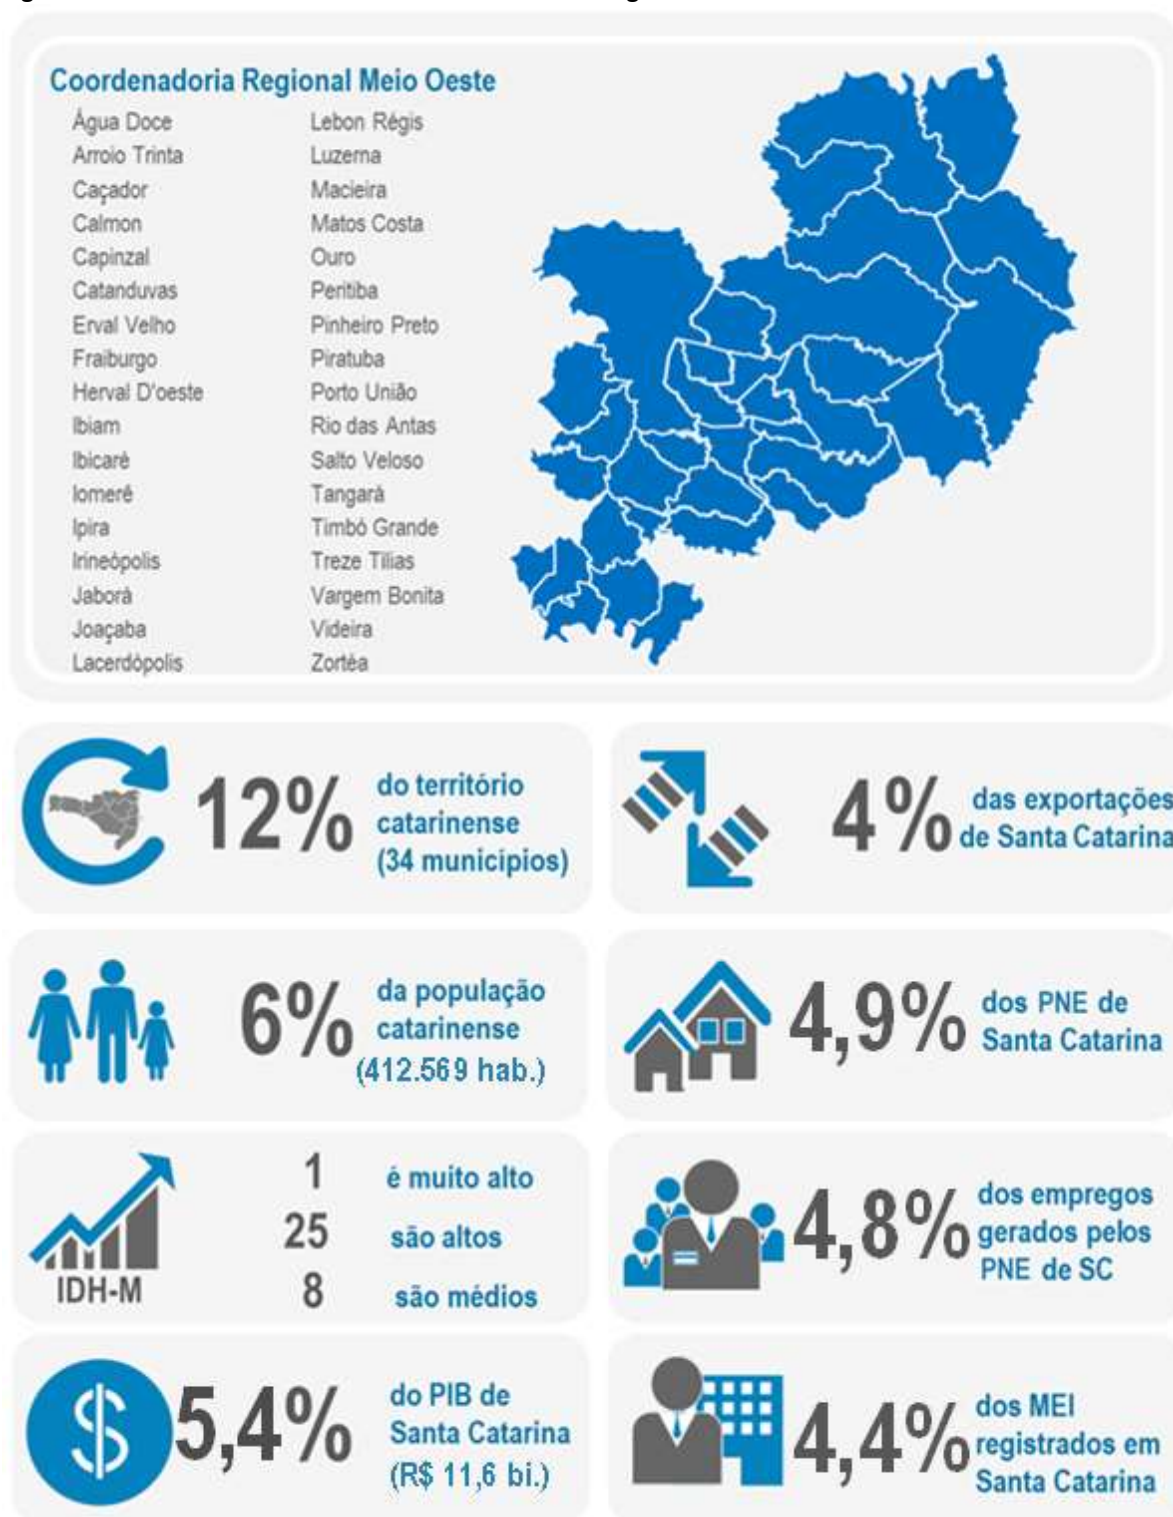 Coordenadoria Regional Meio Oeste
Água Doce
Arroio Trinta
Caçador
Calmon
Capinzal
Catanduvas
Erval Velho
Fraiburgo
Herval D'oeste
Ibiam
Ibicaré
Iomerê
Ipira
Irineópolis
Jaborá
Joaçaba
Lacerdópolis
Lebon Régis
Luzerna
Macieira
Matos Costa
Ouro
Peritiba
Pinheiro Preto
Piratuba
Porto União
Rio das Antas
Salto Veloso
Tangará
Timbó Grande
Treze Tílias
Vargem Bonita
Videira
Zortéa
12%
do território
catarinense
(34 municípios)
4%
das exportações
de Santa Catarina
6%
da população
catarinense
(412.569 hab.)
4,9%
dos PNE de
Santa Catarina
IDH-M
1 é muito alto
25 são altos
8 são médios
4,8%
dos empregos
gerados pelos
PNE de SC
$
5,4%
do PIB de
Santa Catarina
(R$ 11,6 bi.)
4,4%
dos MEI
registrados em
Santa Catarina